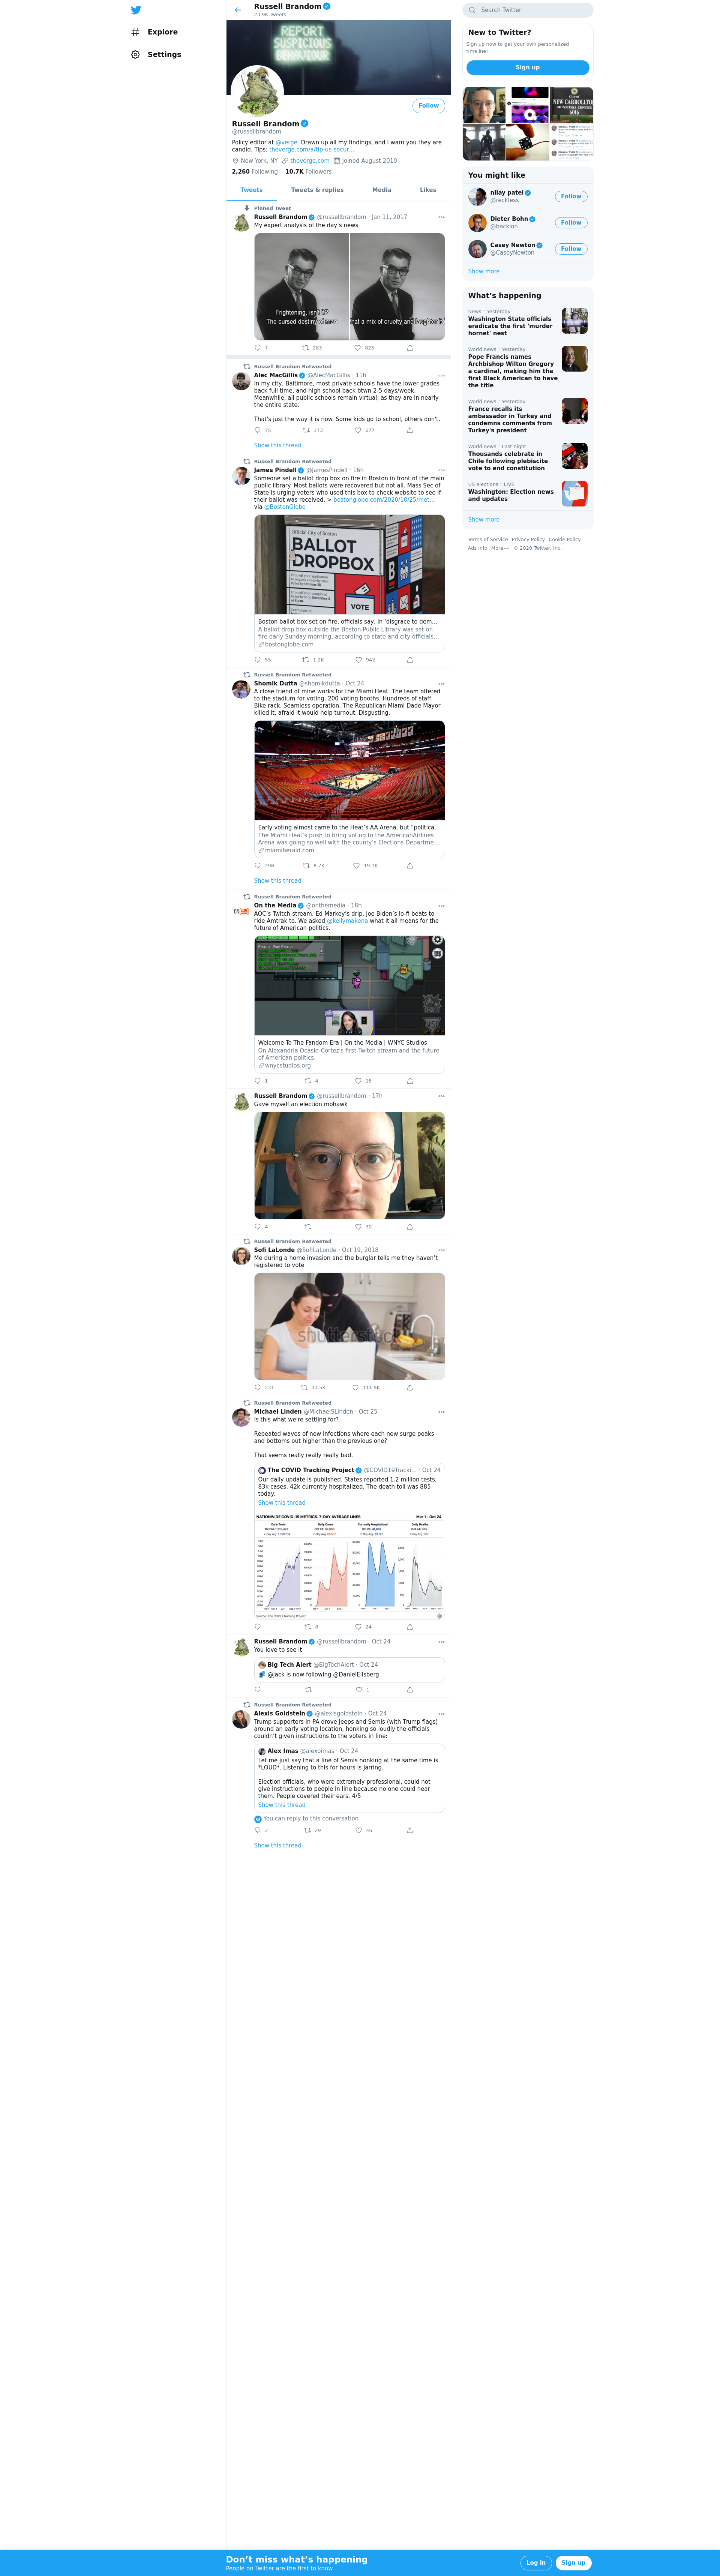 Explore
Settings
Russell Brandom
23.9K Tweets
REPORT
SUSPICIOUS
BEHAVIOUR
Follow
Russell Brandom
@russellbrandom
Policy editor at @verge. Drawn up all my findings, and I warn you they are
candid. Tips: theverge.com/a/tip-us-secur…
New York, NY theverge.com Joined August 2010
2,260 Following 10.7K Followers
Tweets Tweets & replies Media Likes
Pinned Tweet
Russell Brandom @russellbrandom · Jan 11, 2017
My expert analysis of the day's news
Frightening, isn't it?
The cursed destiny of man
that a mix of cruelty and laughter it i
7 283 825
Russell Brandom Retweeted
Alec MacGillis @AlecMacGillis · 11h
In my city, Baltimore, most private schools have the lower grades
back full time, and high school back btwn 2-5 days/week.
Meanwhile, all public schools remain virtual, as they are in nearly
the entire state.
That's just the way it is now. Some kids go to school, others don't.
75 173 677
Show this thread
Russell Brandom Retweeted
James Pindell @JamesPindell · 16h
Someone set a ballot drop box on fire in Boston in front of the main
public library. Most ballots were recovered but not all. Mass Sec of
State is urging voters who used this box to check website to see if
their ballot was received. > bostonglobe.com/2020/10/25/met…
via @BostonGlobe
Official City of Boston
BALLOT
DROPBOX
VOTE
Boston ballot box set on fire, officials say, in 'disgrace to dem…
A ballot drop box outside the Boston Public Library was set on
fire early Sunday morning, according to state and city officials…
bostonglobe.com
55 1.2K 942
Russell Brandom Retweeted
Shomik Dutta @shomikdutta · Oct 24
A close friend of mine works for the Miami Heat. The team offered
to the stadium for voting. 200 voting booths. Hundreds of staff.
Bike rack. Seamless operation. The Republican Miami Dade Mayor
killed it, afraid it would help turnout. Disgusting.
Early voting almost came to the Heat's AA Arena, but "politica…
The Miami Heat's push to bring voting to the AmericanAirlines
Arena was going so well with the county's Elections Departme…
miamiherald.com
298 8.7K 19.1K
Show this thread
Russell Brandom Retweeted
On the Media @onthemedia · 18h
AOC's Twitch-stream. Ed Markey's drip. Joe Biden's lo-fi beats to
ride Amtrak to. We asked @kellymakena what it all means for the
future of American politics.
Welcome To The Fandom Era | On the Media | WNYC Studios
On Alexandria Ocasio-Cortez's first Twitch stream and the future
of American politics.
wnycstudios.org
1 4 15
Russell Brandom @russellbrandom · 17h
Gave myself an election mohawk
4 30
Russell Brandom Retweeted
Sofi LaLonde @SofiLaLonde · Oct 19, 2018
Me during a home invasion and the burglar tells me they haven't
registered to vote
shutterstock
231 33.5K 111.9K
Russell Brandom Retweeted
Michael Linden @MichaelSLinden · Oct 25
Is this what we're settling for?
Repeated waves of new infections where each new surge peaks
and bottoms out higher than the previous one?
That seems really really really bad.
The COVID Tracking Project @COVID19Tracki… · Oct 24
Our daily update is published. States reported 1.2 million tests,
83k cases, 42k currently hospitalized. The death toll was 885
today.
Show this thread
NATIONWIDE COVID-19 METRICS. 7-DAY AVERAGE LINES Mar 1 - Oct 24
Daily Tests Daily Cases Currently Hospitalized Daily Deaths
Source: The COVID Tracking Project
8 24
Russell Brandom @russellbrandom · Oct 24
You love to see it
Big Tech Alert @BigTechAlert · Oct 24
@jack is now following @DanielEllsberg
1
Russell Brandom Retweeted
Alexis Goldstein @alexisgoldstein · Oct 24
Trump supporters in PA drove Jeeps and Semis (with Trump flags)
around an early voting location, honking so loudly the officials
couldn't given instructions to the voters in line:
Alex Imas @alexoimas · Oct 24
Let me just say that a line of Semis honking at the same time is
*LOUD*. Listening to this for hours is jarring.
Election officials, who were extremely professional, could not
give instructions to people in line because no one could hear
them. People covered their ears. 4/5
Show this thread
You can reply to this conversation
2 29 46
Show this thread
Search Twitter
New to Twitter?
Sign up now to get your own personalized
timeline!
Sign up
City of
NEW CARROLLTON
MUNICIPAL CENTER
6016
You might like
nilay patel
@reckless
Follow
Dieter Bohn
@backlon
Follow
Casey Newton
@CaseyNewton
Follow
Show more
What's happening
News · Yesterday
Washington State officials
eradicate the first 'murder
hornet' nest
World news · Yesterday
Pope Francis names
Archbishop Wilton Gregory
a cardinal, making him the
first Black American to have
the title
World news · Yesterday
France recalls its
ambassador in Turkey and
condemns comments from
Turkey's president
World news · Last night
Thousands celebrate in
Chile following plebiscite
vote to end constitution
US elections · LIVE
Washington: Election news
and updates
Show more
Terms of Service Privacy Policy Cookie Policy
Ads info More © 2020 Twitter, Inc.
Don't miss what's happening
People on Twitter are the first to know.
Log in Sign up